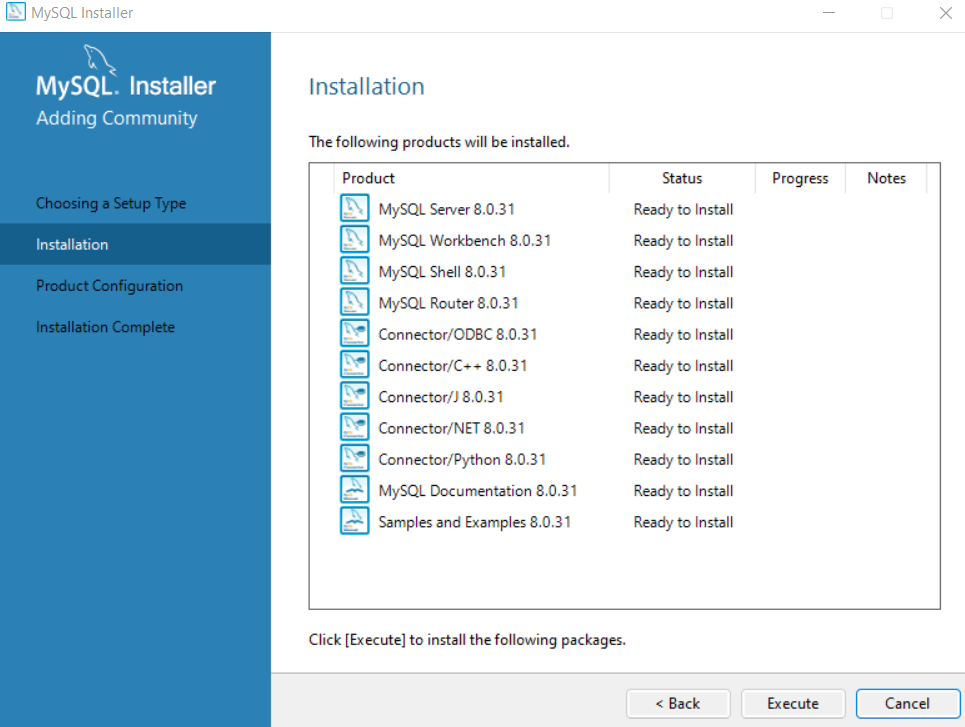 MySQL Installer
MySQL. Installer
Adding Community
Choosing a Setup Type
Installation
Product Configuration
Installation Complete
Installation
The following products will be installed.
Product Status Progress Notes
MySQL Server 8.0.31 Ready to Install
MySQL Workbench 8.0.31 Ready to Install
MySQL Shell 8.0.31 Ready to Install
MySQL Router 8.0.31 Ready to Install
Connector/ODBC 8.0.31 Ready to Install
Connector/C++ 8.0.31 Ready to Install
Connector/J 8.0.31 Ready to Install
Connector/NET 8.0.31 Ready to Install
Connector/Python 8.0.31 Ready to Install
MySQL Documentation 8.0.31 Ready to Install
Samples and Examples 8.0.31 Ready to Install
Click [Execute] to install the following packages.
< Back Execute Cancel